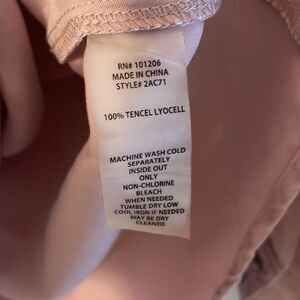 RN# 101206
MADE IN CHINA
STYLE# 2AC71
100% TENCEL LYOCELL
MACHINE WASH COLD
SEPARATELY
INSIDE OUT
ONLY
NON-CHLORINE
BLEACH
WHEN NEEDED
TUMBLE DRY LOW
COOL IRON IF NEEDED
MAY BE DRY
CLEANED